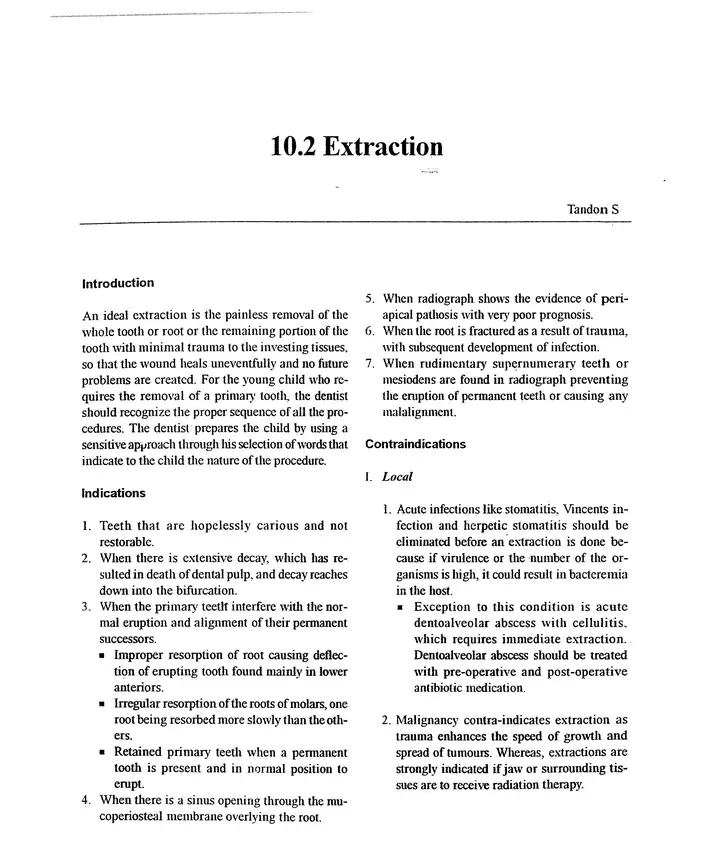 10.2 Extraction
Tandon S
Introduction
An ideal extraction is the painless removal of the
whole tooth or root or the remaining portion of the
tooth with minimal trauma to the investing tissues,
so that the wound heals uneventfully and no future
problems are created. For the young child who re-
quires the removal of a primary tooth, the dentist
should recognize the proper sequence of all the pro-
cedures. The dentist prepares the child by using a
sensitive approach through his selection of words that
indicate to the child the nature of the procedure.
Indications
1. Teeth that are hopelessly carious and not
restorable.
2. When there is extensive decay, which has re-
sulted in death of dental pulp, and decay reaches
down into the bifurcation.
3. When the primary teeth interfere with the nor-
mal eruption and alignment of their permanent
successors.
▪ Improper resorption of root causing deflec-
tion of erupting tooth found mainly in lower
anteriors.
▪ Irregular resorption of the roots of molars, one
root being resorbed more slowly than the oth-
ers.
▪ Retained primary teeth when a permanent
tooth is present and in normal position to
erupt.
4. When there is a sinus opening through the mu-
coperiosteal membrane overlying the root.
5. When radiograph shows the evidence of peri-
apical pathosis with very poor prognosis.
6. When the root is fractured as a result of trauma,
with subsequent development of infection.
7. When rudimentary supernumerary teeth or
mesiodens are found in radiograph preventing
the eruption of permanent teeth or causing any
malalignment.
Contraindications
I. Local
1. Acute infections like stomatitis, Vincents in-
fection and herpetic stomatitis should be
eliminated before an extraction is done be-
cause if virulence or the number of the or-
ganisms is high, it could result in bacteremia
in the host.
▪ Exception to this condition is acute
dentoalveolar abscess with cellulitis,
which requires immediate extraction.
Dentoalveolar abscess should be treated
with pre-operative and post-operative
antibiotic medication.
2. Malignancy contra-indicates extraction as
trauma enhances the speed of growth and
spread of tumours. Whereas, extractions are
strongly indicated if jaw or surrounding tis-
sues are to receive radiation therapy.